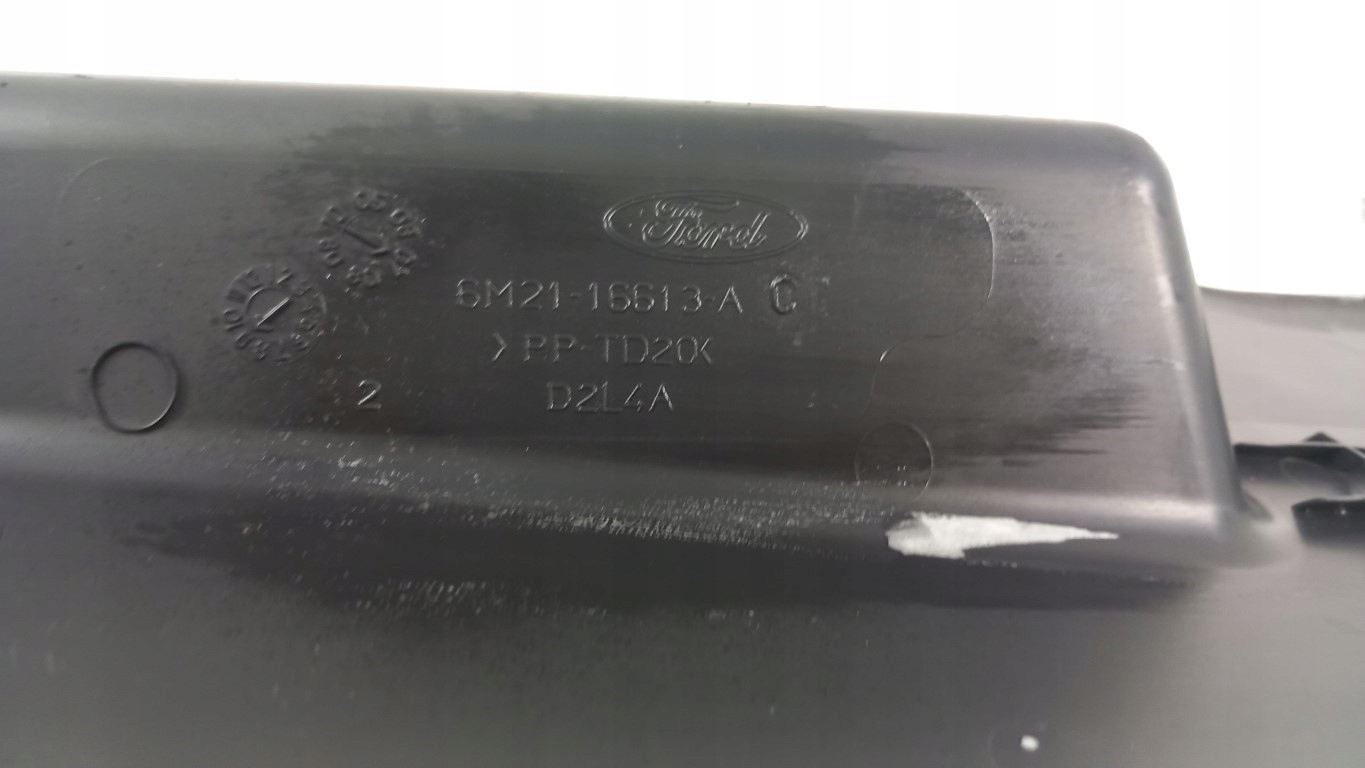 Ford
6M21-16613-A C
>PP-TD20<
2
D2L4A